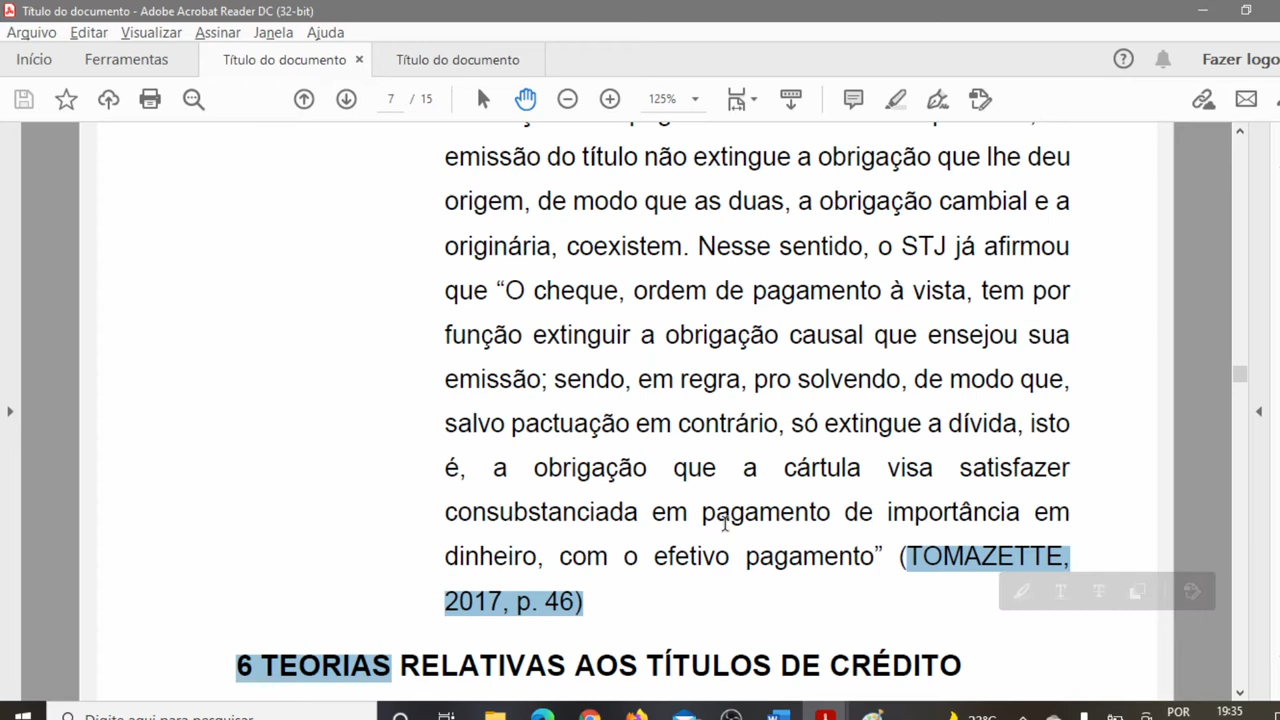 Título do documento - Adobe Acrobat Reader DC (32-bit)
Arquivo Editar Visualizar Assinar Janela Ajuda
Início Ferramentas Título do documento × Título do documento Fazer logo
7 / 15 125%
emissão do título não extingue a obrigação que lhe deu
origem, de modo que as duas, a obrigação cambial e a
originária, coexistem. Nesse sentido, o STJ já afirmou
que “O cheque, ordem de pagamento à vista, tem por
função extinguir a obrigação causal que ensejou sua
emissão; sendo, em regra, pro solvendo, de modo que,
salvo pactuação em contrário, só extingue a dívida, isto
é, a obrigação que a cártula visa satisfazer
consubstanciada em pagamento de importância em
dinheiro, com o efetivo pagamento” (TOMAZETTE,
2017, p. 46)
6 TEORIAS RELATIVAS AOS TÍTULOS DE CRÉDITO
Digite aqui para pesquisar POR 19:35